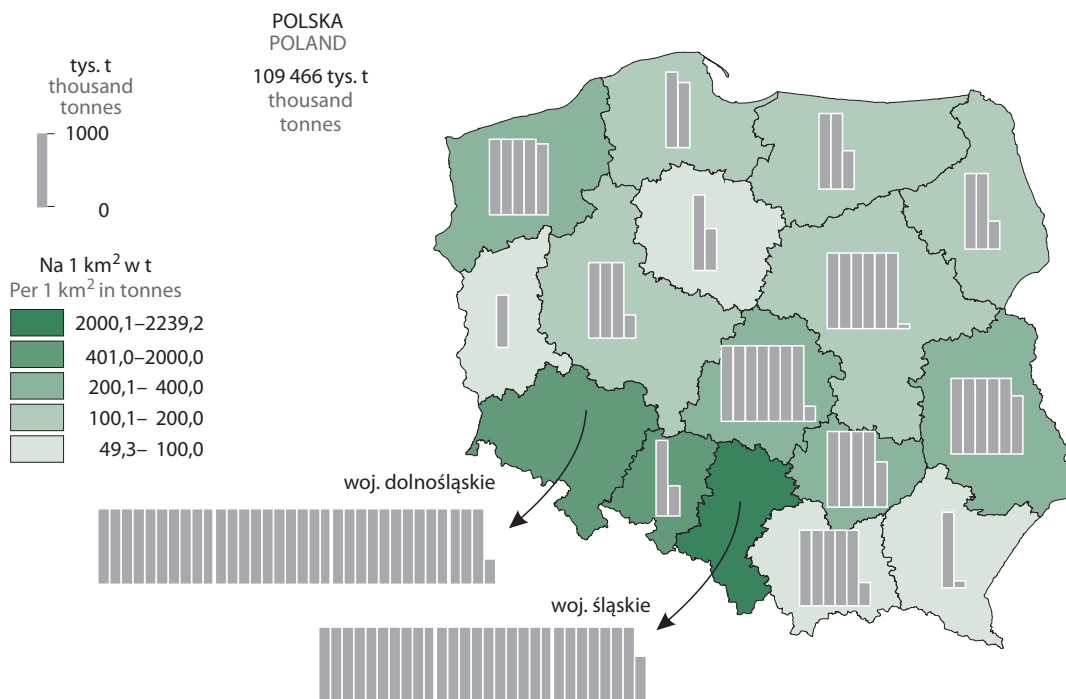 POLSKA
POLAND
109 466 tys. t
thousand
tonnes
tys. t
thousand
tonnes
1000
0
Na 1 km² w t
Per 1 km² in tonnes
2000,1–2239,2
401,0–2000,0
200,1– 400,0
100,1– 200,0
49,3– 100,0
woj. dolnośląskie
woj. śląskie